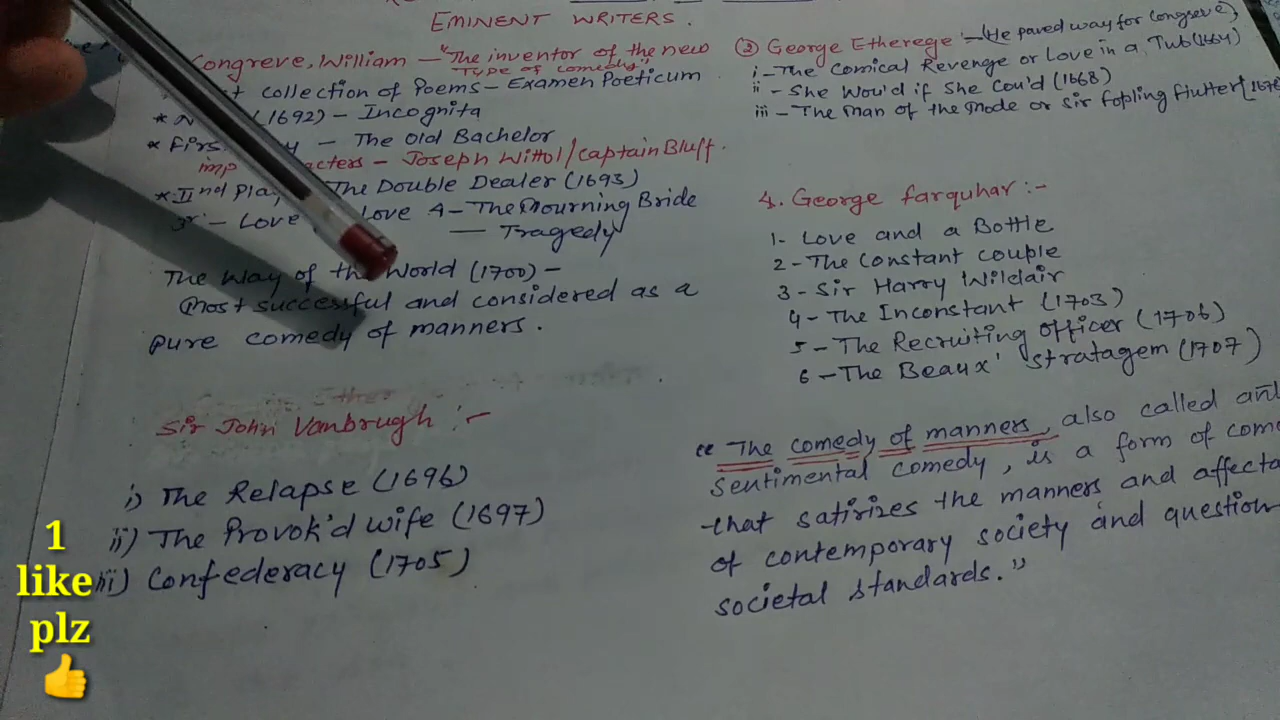 EMINENT WRITERS.
Congreve, William - "The inventor of the new
Type of comedy"
collection of Poems - Examen Poeticum
* (1692) - Incognita
* First - The Old Bachelor
imp - Joseph Wittol/Captain Bluff.
* IInd Play The Double Dealer (1693)
3rd - Love Love 4 - The Mourning Bride
- Tragedy
The Way of the World (1700) -
Most successful and considered as a
pure comedy of manners.
Sir John Vanbrugh :-
i) The Relapse (1696)
ii) The Provok'd wife (1697)
iii) Confederacy (1705)
③ George Etherege - He paved way for Congreve,
i - The Comical Revenge or Love in a Tub (1664)
ii - She Would if She Cou'd (1668)
iii - The Man of the Mode or Sir Fopling Flutter
4. George farquhar :-
1- Love and a Bottle
2 - The Constant couple
3 - Sir Harry Wildair
4 - The Inconstant (1703)
5 - The Recruiting Officer (1706)
6 - The Beaux' Stratagem (1707)
"The comedy of manners, also called
sentimental comedy, is a form of
that satirizes the manners and
of contemporary society and question
societal standards."
1
like
plz